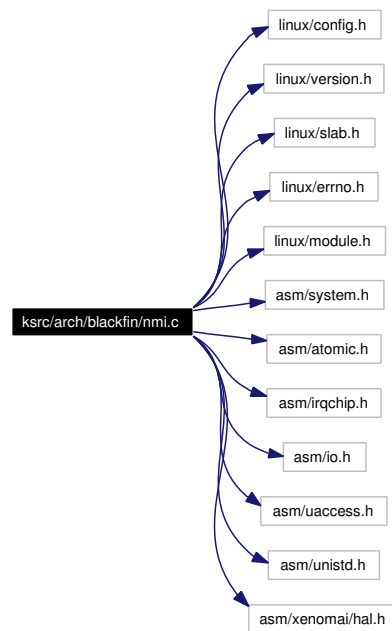 linux/config.h
linux/version.h
linux/slab.h
linux/errno.h
linux/module.h
asm/system.h
ksrc/arch/blackfin/nmi.c
asm/atomic.h
asm/irqchip.h
asm/io.h
asm/uaccess.h
asm/unistd.h
asm/xenomai/hal.h